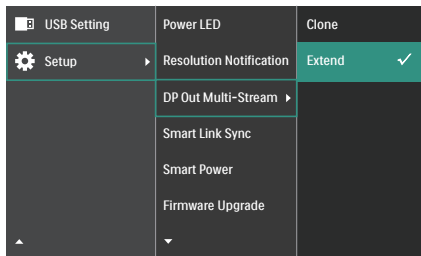 USB Setting
Setup
Power LED
Resolution Notification
DP Out Multi-Stream
Smart Link Sync
Smart Power
Firmware Upgrade
Clone
Extend